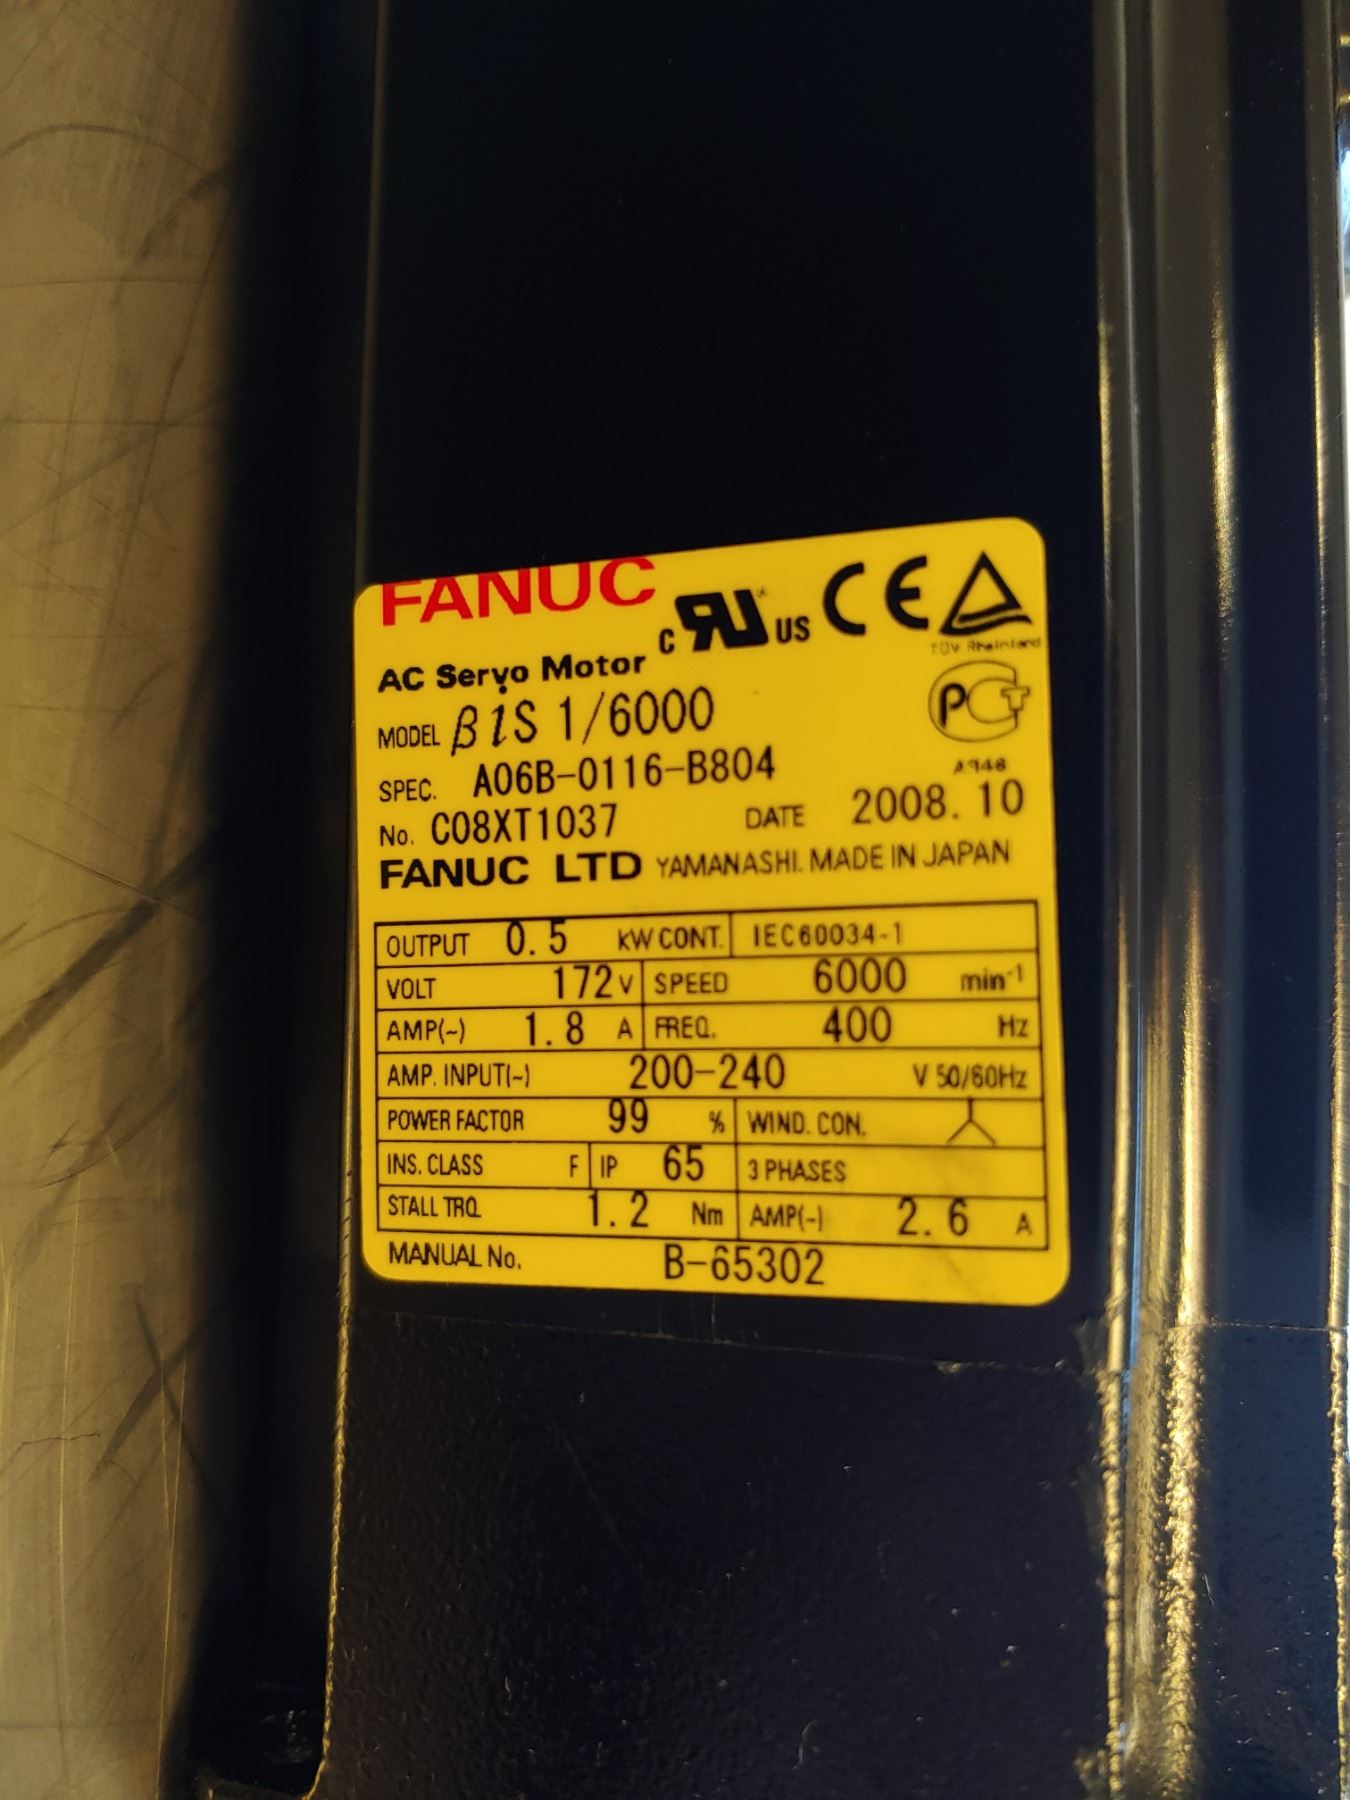 FANUC
c RU US CE
TÜV Rheinland
AC Servo Motor
MODEL βiS 1/6000
PCT
SPEC. A06B-0116-B804
No. C08XT1037 DATE 2008.10
FANUC LTD YAMANASHI. MADE IN JAPAN
OUTPUT 0.5 kW CONT. IEC60034-1
VOLT 172 V SPEED 6000 min-1
AMP(~) 1.8 A FREQ. 400 Hz
AMP. INPUT(~) 200-240 V 50/60Hz
POWER FACTOR 99 % WIND. CON.
INS. CLASS F IP 65 3 PHASES
STALL TRQ. 1.2 Nm AMP(~) 2.6 A
MANUAL No. B-65302